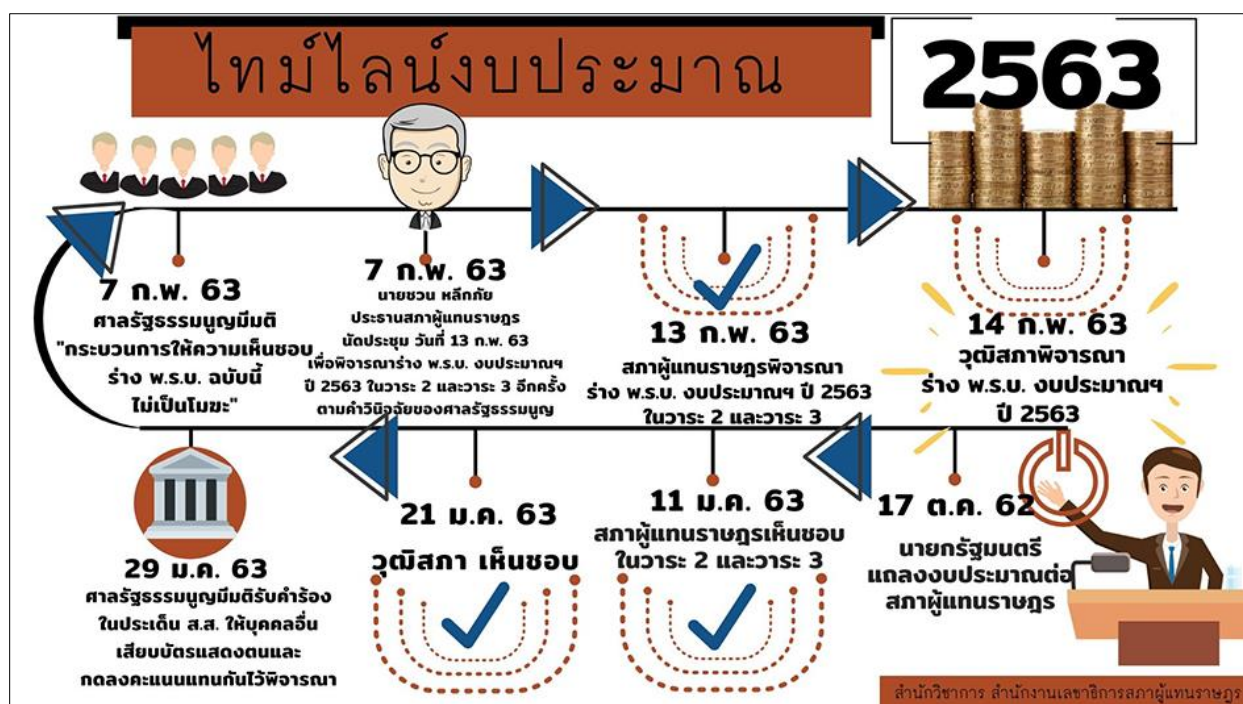 ไทม์ไลน์งบประมาณ
2563
7 ก.พ. 63
ศาลรัฐธรรมนูญมีมติ
"กระบวนการให้ความเห็นชอบ
ร่าง พ.ร.บ. ฉบับนี้
ไม่เป็นโมฆะ"
7 ก.พ. 63
นายชวน หลีกภัย
ประธานสภาผู้แทนราษฎร
นัดประชุม วันที่ 13 ก.พ. 63
เพื่อพิจารณาร่าง พ.ร.บ. งบประมาณฯ
ปี 2563 ในวาระ 2 และวาระ 3 อีกครั้ง
ตามคำวินิจฉัยของศาลรัฐธรรมนูญ
13 ก.พ. 63
สภาผู้แทนราษฎรพิจารณา
ร่าง พ.ร.บ. งบประมาณฯ ปี 2563
ในวาระ 2 และวาระ 3
14 ก.พ. 63
วุฒิสภาพิจารณา
ร่าง พ.ร.บ. งบประมาณฯ
ปี 2563
29 ม.ค. 63
ศาลรัฐธรรมนูญมีมติรับคำร้อง
ในประเด็น ส.ส. ให้บุคคลอื่น
เสียบบัตรแสดงตนและ
กดลงคะแนนแทนกันไว้พิจารณา
21 ม.ค. 63
วุฒิสภา เห็นชอบ
11 ม.ค. 63
สภาผู้แทนราษฎรเห็นชอบ
ในวาระ 2 และวาระ 3
17 ต.ค. 62
นายกรัฐมนตรี
แถลงงบประมาณต่อ
สภาผู้แทนราษฎร
สำนักวิชาการ สำนักงานเลขาธิการสภาผู้แทนราษฎร